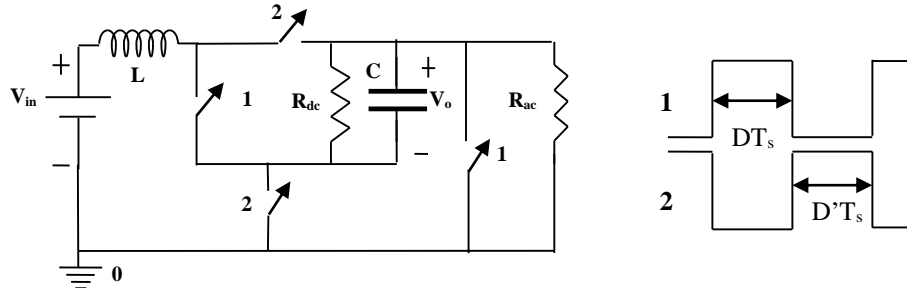 2
L
V_in
+
−
1
R_dc
C
+
V_o
−
R_ac
1
2
0
1
DT_s
2
D’T_s